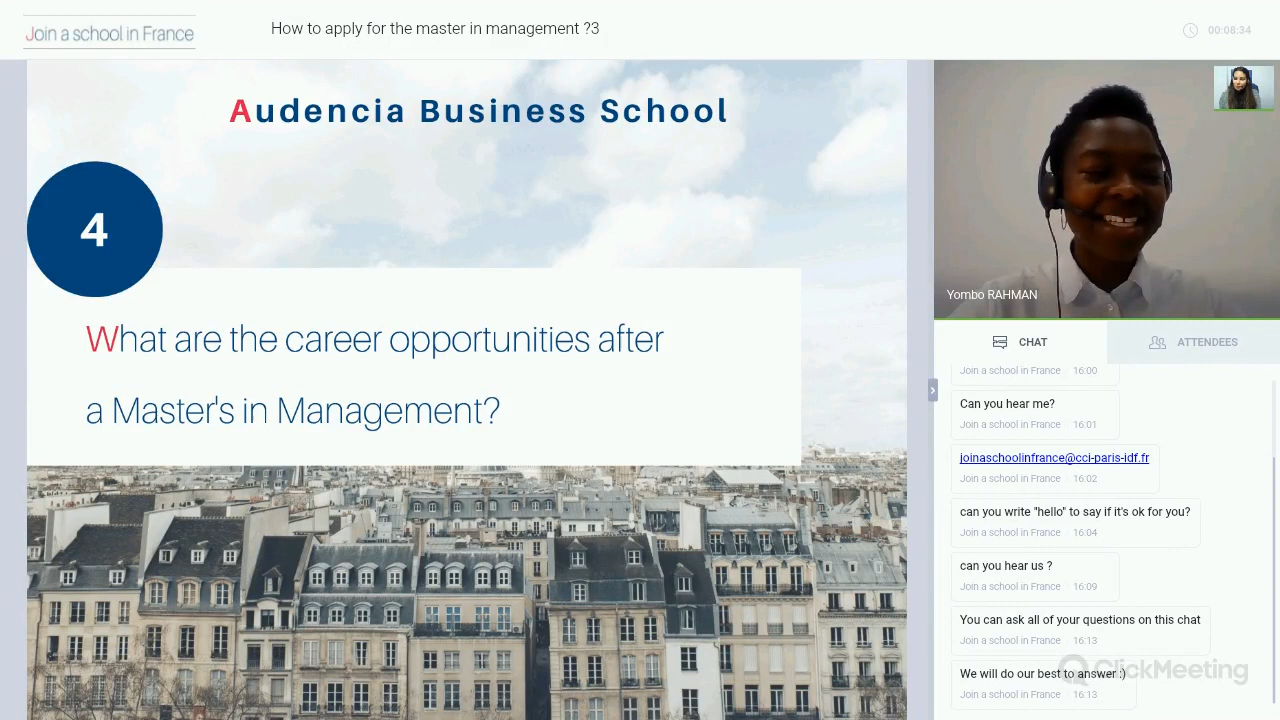 Join a school in France
How to apply for the master in management ?3
00:08:34
Audencia Business School
4
What are the career opportunities after
a Master's in Management?
Yombo RAHMAN
CHAT
ATTENDEES
Join a school in France 16:00
Can you hear me?
Join a school in France 16:01
joinaschoolinfrance@cci-paris-idf.fr
Join a school in France 16:02
can you write "hello" to say if it's ok for you?
Join a school in France 16:04
can you hear us ?
Join a school in France 16:09
You can ask all of your questions on this chat
Join a school in France 16:13
We will do our best to answer :)
Join a school in France 16:13
ClickMeeting